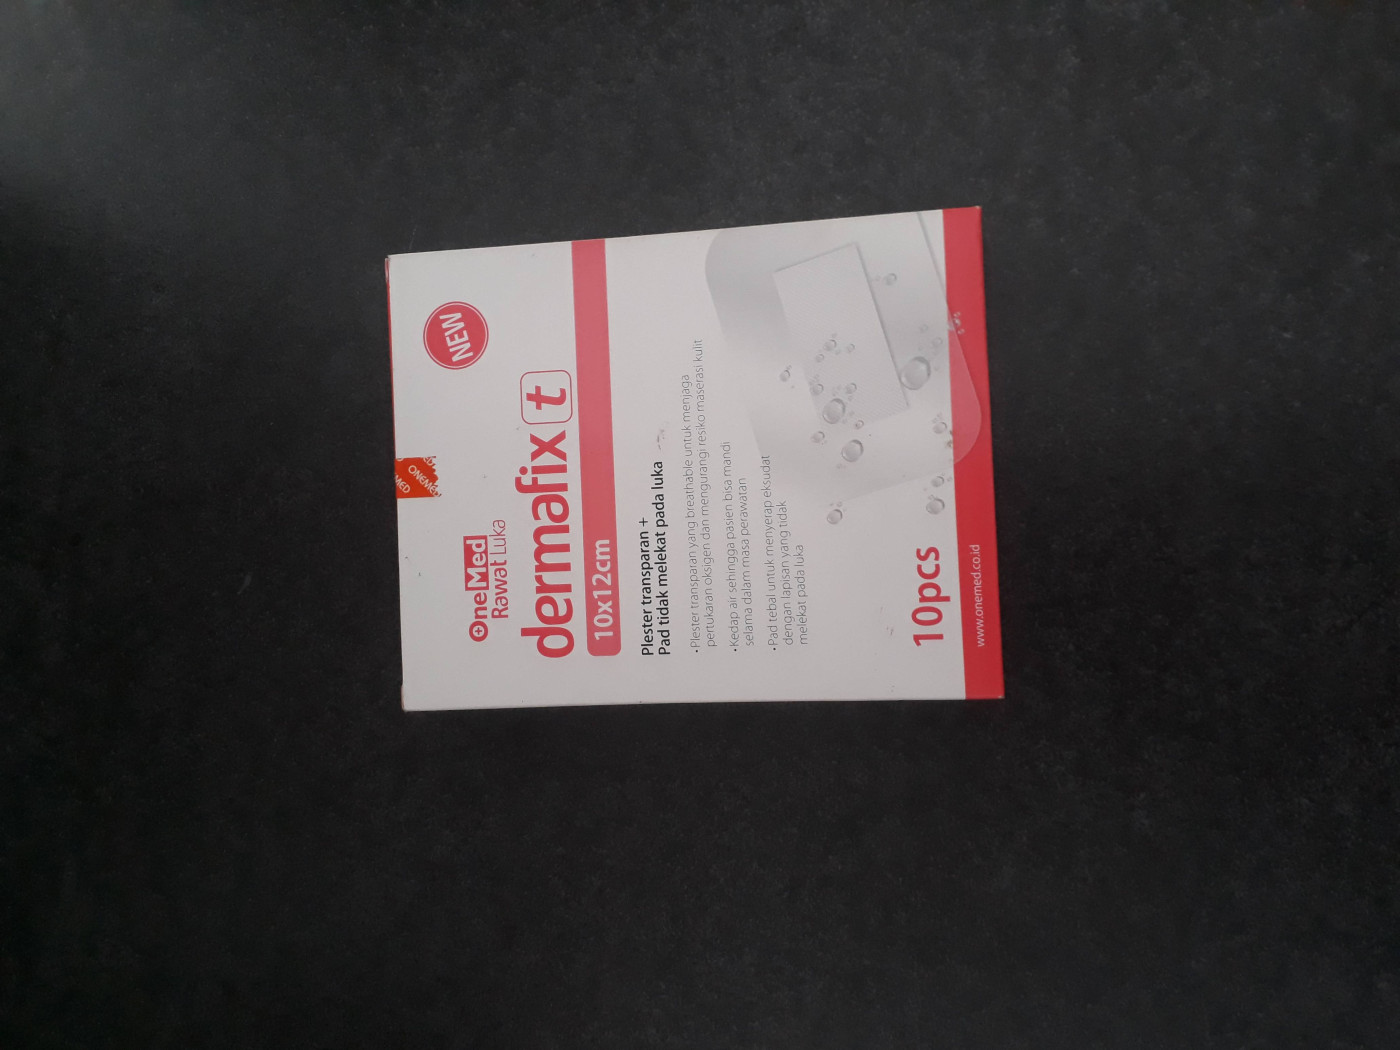 OneMed
Rawat Luka
NEW
dermafix t
10x12cm
Plester transparan +
Pad tidak melekat pada luka
• Plester transparan yang breathable untuk menjaga
pertukaran oksigen dan mengurangi resiko maserasi kulit
• Kedap air sehingga pasien bisa mandi
selama dalam masa perawatan
• Pad tebal untuk menyerap eksudat
dengan lapisan yang tidak
melekat pada luka
10pcs
www.onemed.co.id
ONEMED